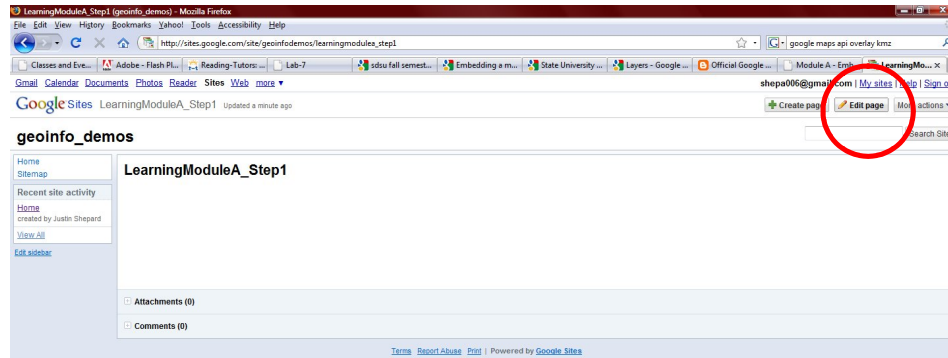 LearningModuleA_Step1 (geoinfo_demos) - Mozilla Firefox
File Edit View History Bookmarks Yahoo! Tools Accessibility Help
http://sites.google.com/site/geoinfodemos/learningmodulea_step1
google maps api overlay kmz
Classes and Eve... Adobe - Flash Pl... Reading-Tutors: ... Lab-7 sdsu fall semest... Embedding a m... State University ... Layers - Google ... Official Google ... Module A - Emb... LearningMo...
Gmail Calendar Documents Photos Reader Sites Web more ▼
shepa006@gmail.com | My sites | Help | Sign o
Google Sites LearningModuleA_Step1 Updated a minute ago
Create page Edit page More actions
geoinfo_demos
Search Site
Home
Sitemap
Recent site activity
Home
created by Justin Shepard
View All
Edit sidebar
LearningModuleA_Step1
Attachments (0)
Comments (0)
Terms Report Abuse Print | Powered by Google Sites